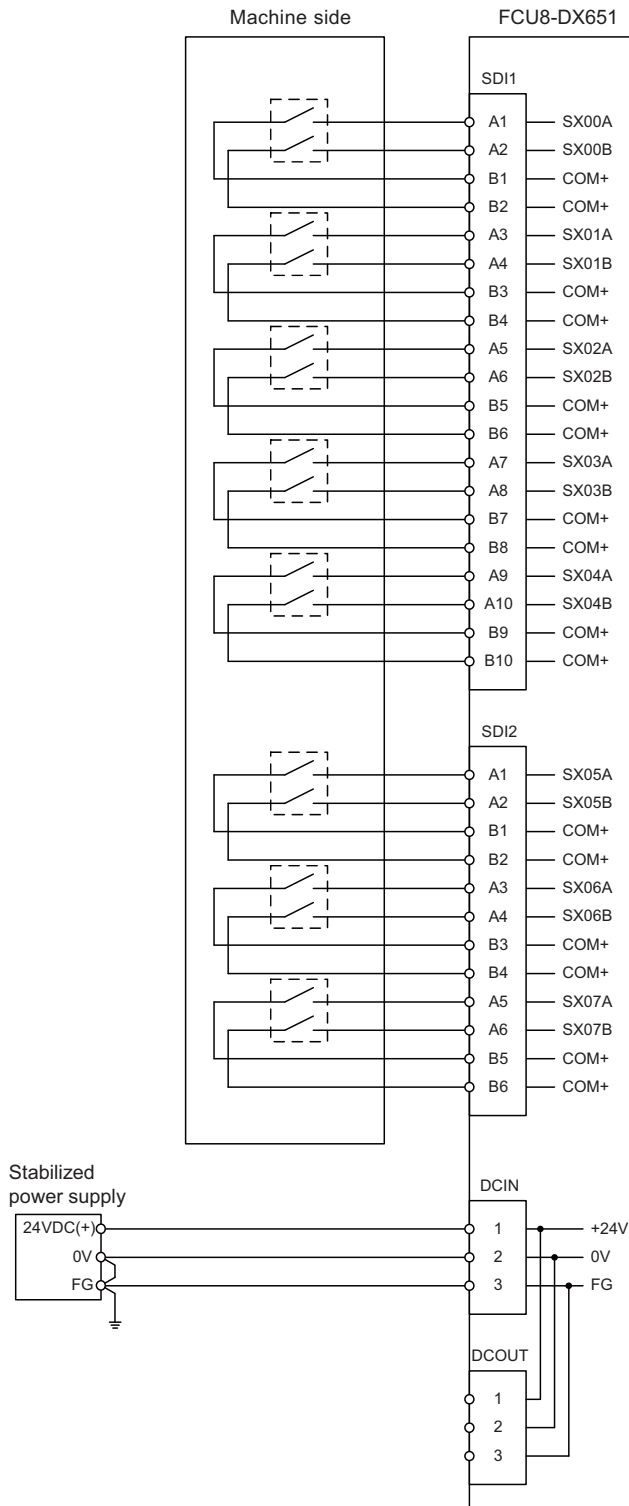 Machine side
FCU8-DX651
SDI1
A1 SX00A
A2 SX00B
B1 COM+
B2 COM+
A3 SX01A
A4 SX01B
B3 COM+
B4 COM+
A5 SX02A
A6 SX02B
B5 COM+
B6 COM+
A7 SX03A
A8 SX03B
B7 COM+
B8 COM+
A9 SX04A
A10 SX04B
B9 COM+
B10 COM+
SDI2
A1 SX05A
A2 SX05B
B1 COM+
B2 COM+
A3 SX06A
A4 SX06B
B3 COM+
B4 COM+
A5 SX07A
A6 SX07B
B5 COM+
B6 COM+
Stabilized
power supply
DCIN
24VDC(+) 1 +24V
0V 2 0V
FG 3 FG
DCOUT
1
2
3